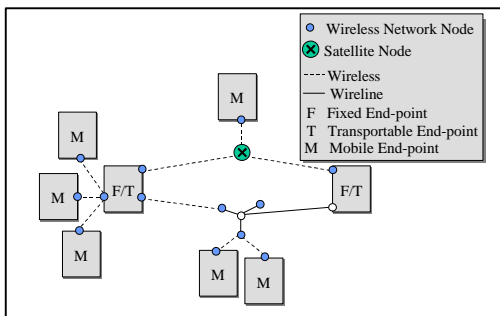 Wireless Network Node
Satellite Node
Wireless
Wireline
F Fixed End-point
T Transportable End-point
M Mobile End-point
M
M
F/T
F/T
M
M
M
M